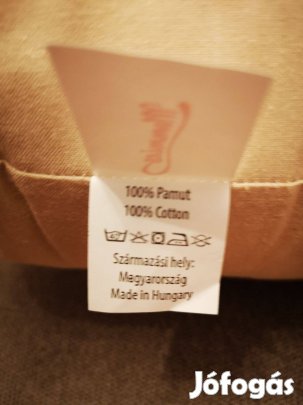 100% Pamut
100% Cotton
Származási hely:
Magyarország
Made in Hungary
Jófogás